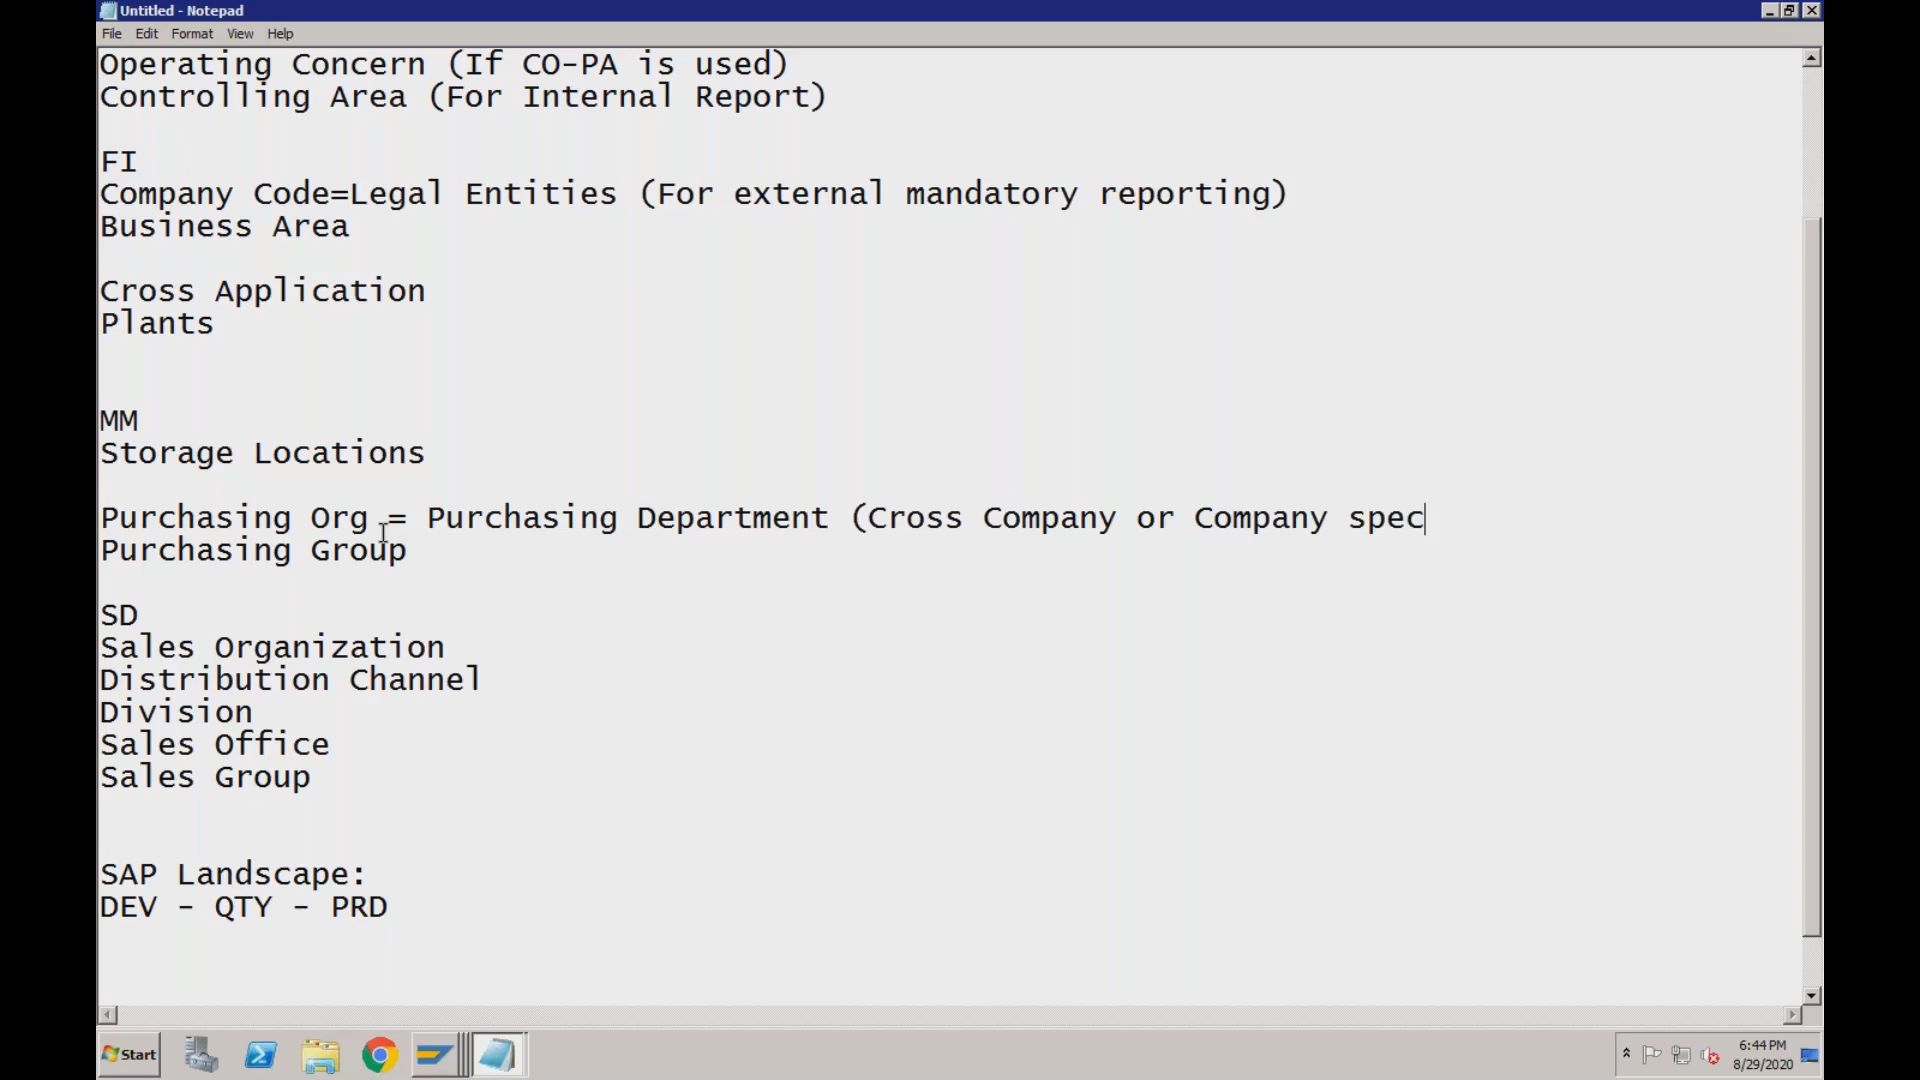 Untitled - Notepad
File Edit Format View Help
Operating Concern (If CO-PA is used)
Controlling Area (For Internal Report)
FI
Company Code=Legal Entities (For external mandatory reporting)
Business Area
Cross Application
Plants
MM
Storage Locations
Purchasing Org = Purchasing Department (Cross Company or Company spec
Purchasing Group
SD
Sales Organization
Distribution Channel
Division
Sales Office
Sales Group
SAP Landscape:
DEV - QTY - PRD
Start
6:44 PM
8/29/2020